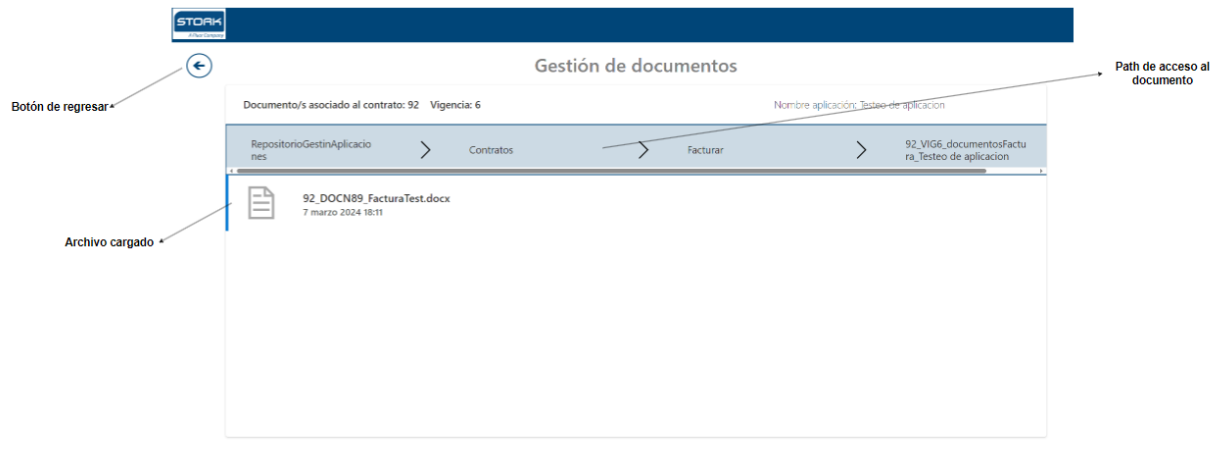 STORK
A Fluor Company
Gestión de documentos
Path de acceso al
documento
Botón de regresar
Documento/s asociado al contrato: 92 Vigencia: 6
Nombre aplicación: Testeo de aplicacion
RepositorioGestinAplicacio
nes
Contratos
Facturar
92_VIG6_documentosFactu
ra_Testeo de aplicacion
92_DOCN89_FacturaTest.docx
7 marzo 2024 18:11
Archivo cargado